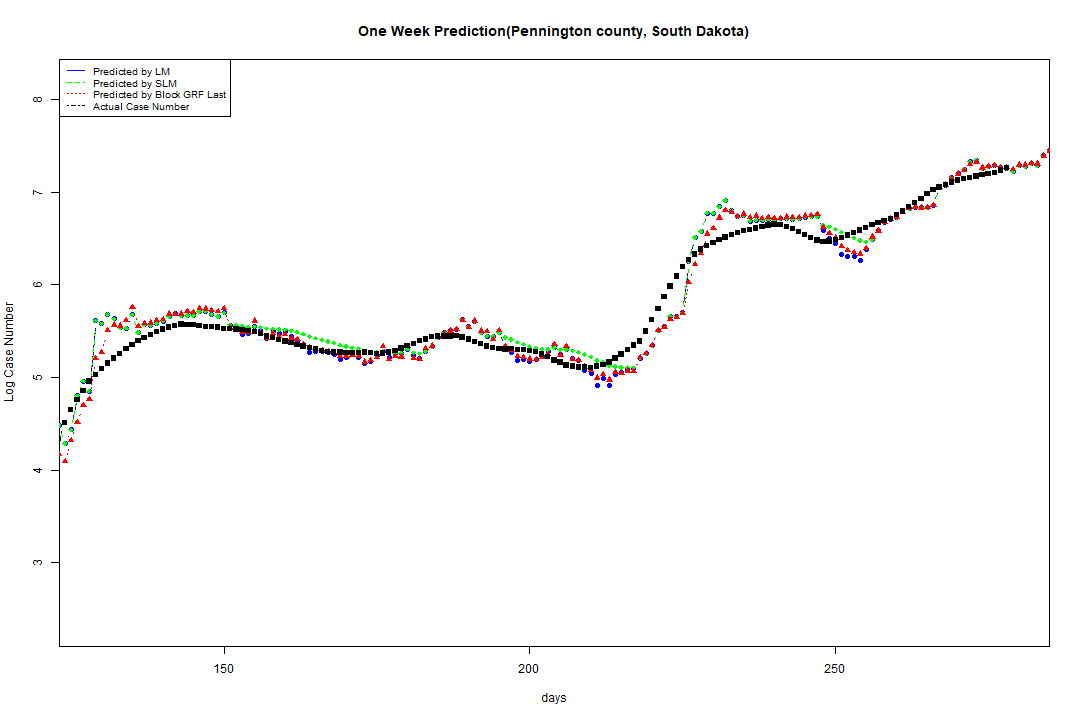 One Week Prediction(Pennington county, South Dakota)
Predicted by LM
Predicted by SLM
Predicted by Block GRF Last
Actual Case Number
8
7
6
5
4
3
Log Case Number
150
200
250
days